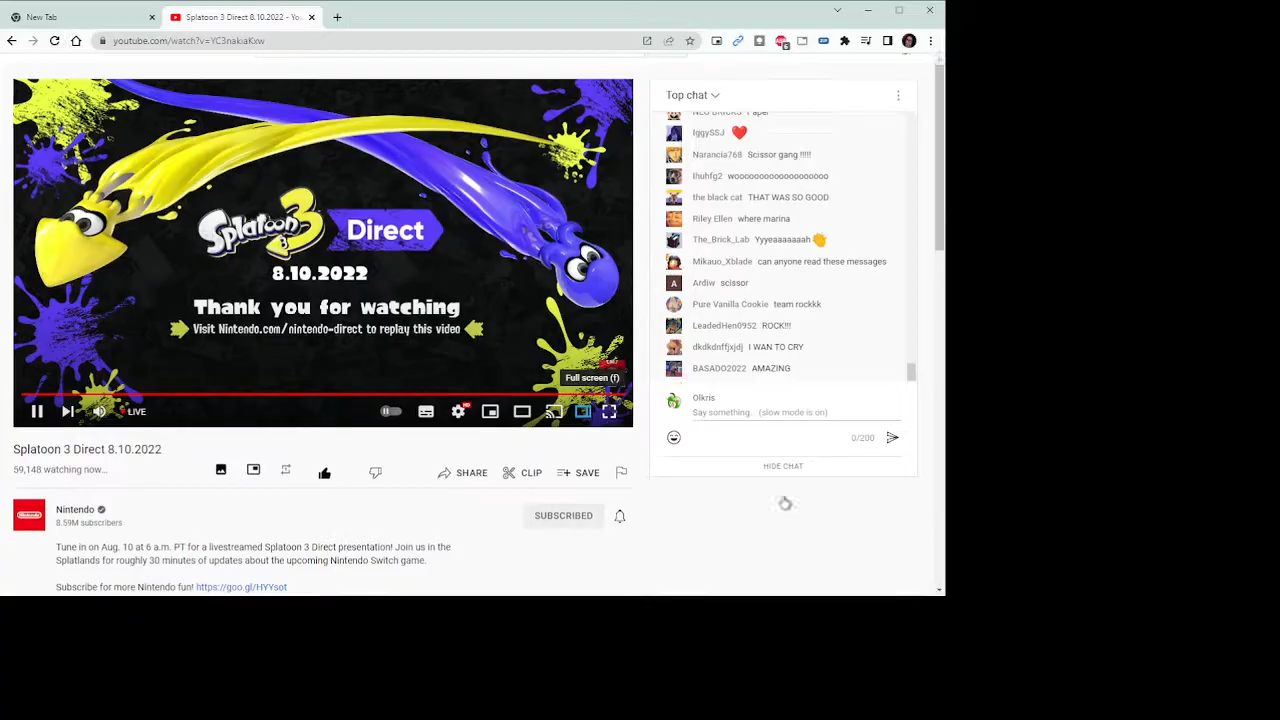 New Tab
Splatoon 3 Direct 8.10.2022 - Yo
youtube.com/watch?v=YC3nakiaKxw
Splatoon 3 Direct
8.10.2022
Thank you for watching
Visit Nintendo.com/nintendo-direct to replay this video
Full screen (f)
LIVE
HD
Splatoon 3 Direct 8.10.2022
59,148 watching now...
SHARE
CLIP
SAVE
Nintendo
8.59M subscribers
SUBSCRIBED
Tune in on Aug. 10 at 6 a.m. PT for a livestreamed Splatoon 3 Direct presentation! Join us in the
Splatlands for roughly 30 minutes of updates about the upcoming Nintendo Switch game.
Subscribe for more Nintendo fun! https://goo.gl/HYYsot
Top chat
NEO BRICKS Paper
IggySSJ
Narancia768 Scissor gang !!!!!
Ihuhfg2 woooooooooooooooooo
the black cat THAT WAS SO GOOD
Riley Ellen where marina
The_Brick_Lab Yyyeaaaaaaah
Mikauo_Xblade can anyone read these messages
A Ardiw scissor
Pure Vanilla Cookie team rockkk
LeadedHen0952 ROCK!!!
dkdkdnffjxjdj I WAN TO CRY
BASADO2022 AMAZING
Olkris
Say something... (slow mode is on)
0/200
HIDE CHAT